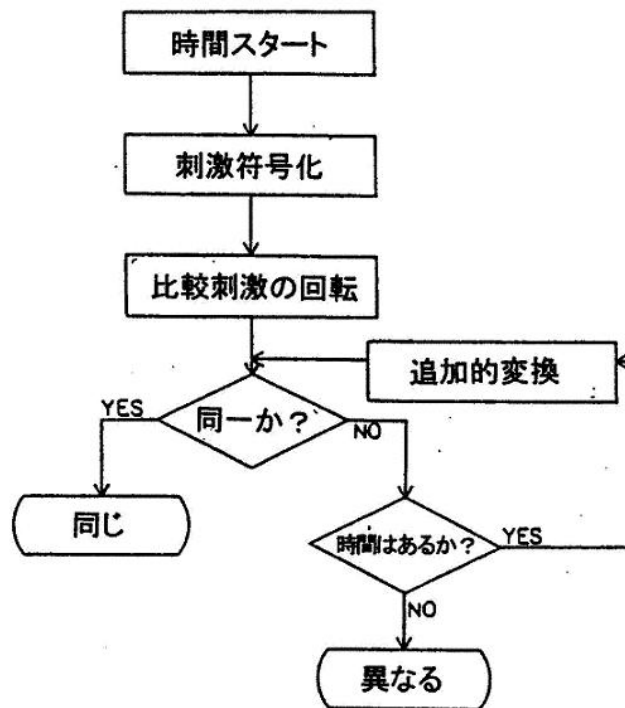 時間スタート
刺激符号化
比較刺激の回転
追加的変換
同一か?
YES
NO
同じ
時間はあるか?
YES
NO
異なる